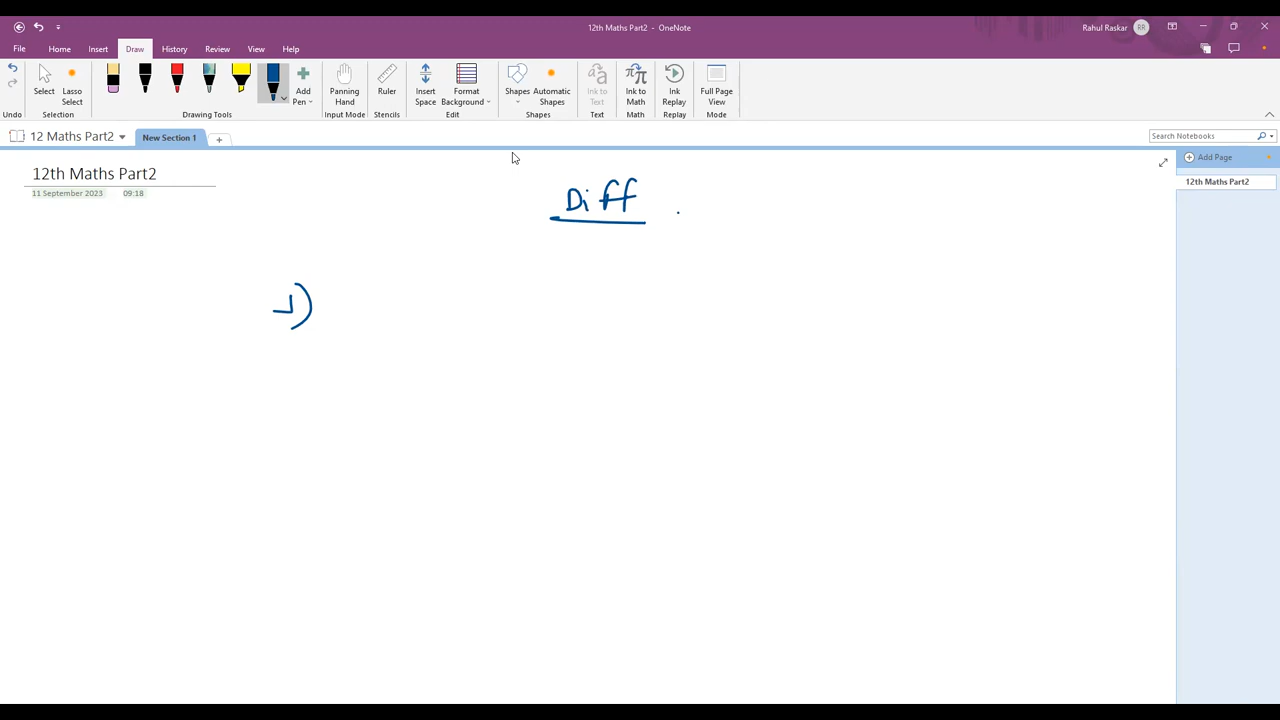 12th Maths Part2 - OneNote
Rahul Raskar RR
File Home Insert Draw History Review View Help
Select Lasso Select Add Pen Panning Hand Ruler Insert Space Format Background Shapes Automatic Shapes Ink to Text Ink to Math Ink Replay Full Page View
Undo Selection Drawing Tools Input Mode Stencils Edit Shapes Text Math Replay Mode
12 Maths Part2 New Section 1 Search Notebooks
12th Maths Part2
11 September 2023 09:18
Add Page
12th Maths Part2
Diff
1)